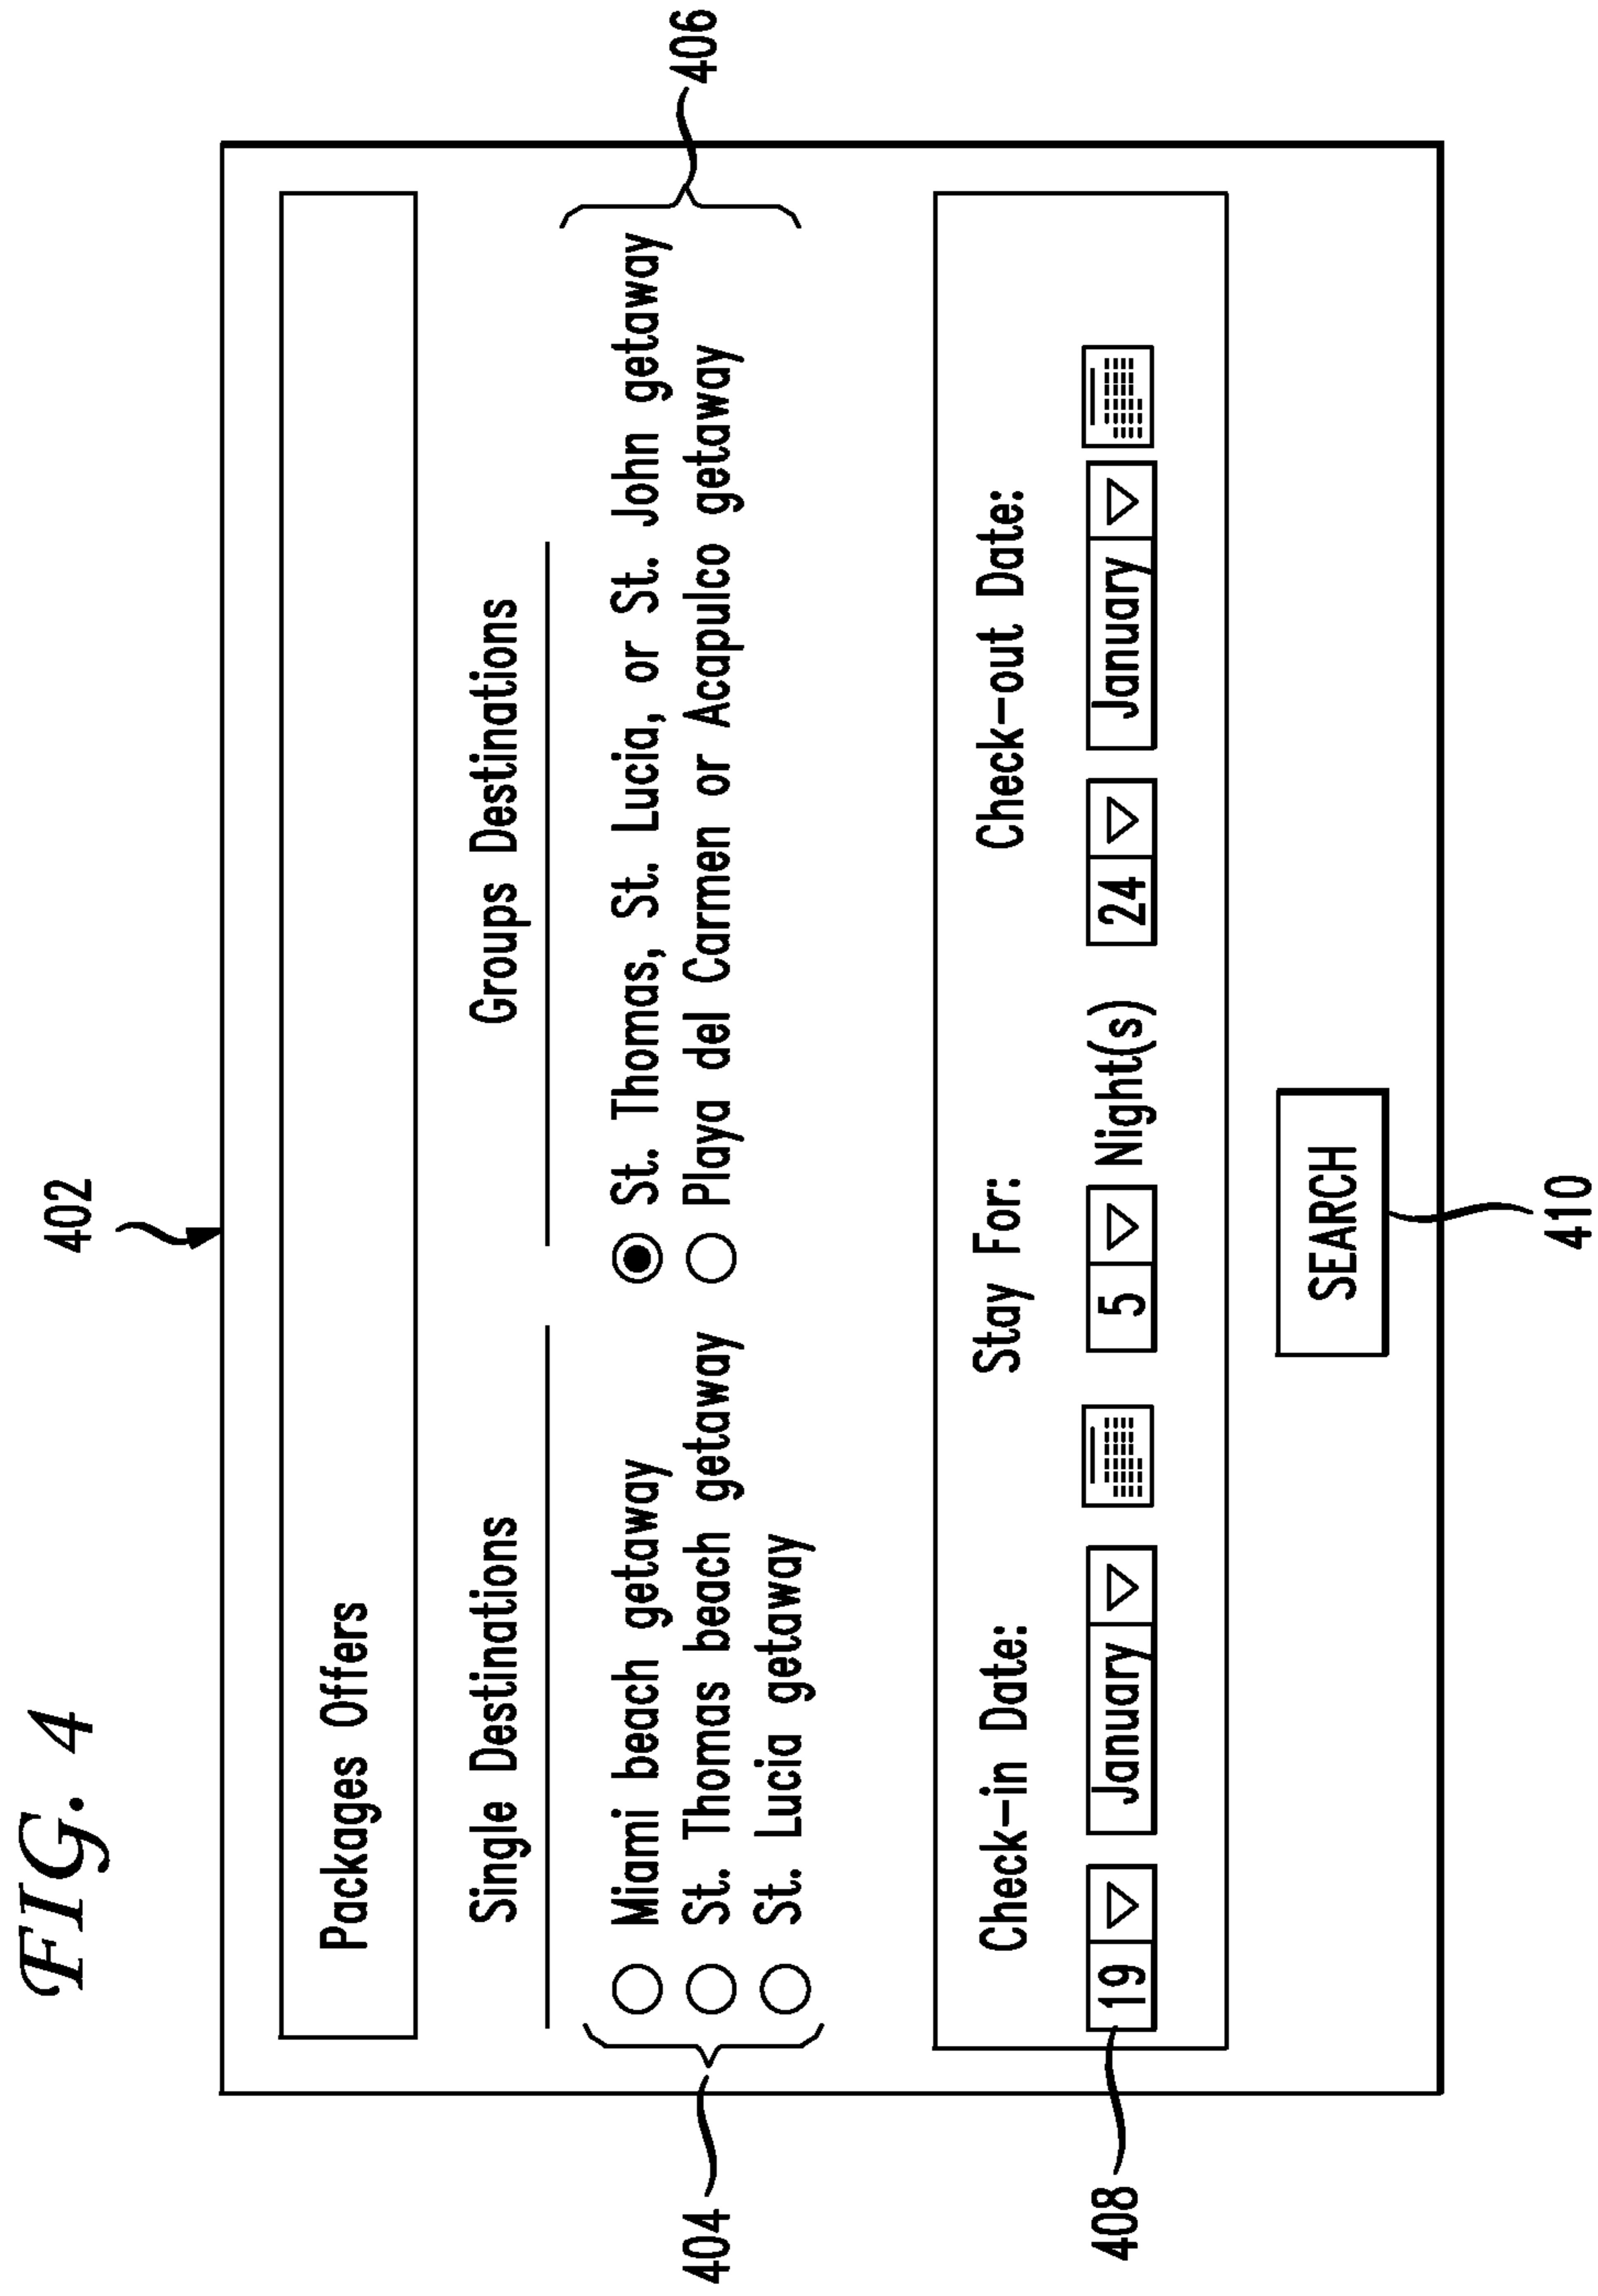 FIG. 4
402
Packages Offers
Single Destinations
Groups Destinations
404
Miami beach getaway
St. Thomas beach getaway
St. Lucia getaway
St. Thomas, St. Lucia, or St. John getaway
Playa del Carmen or Acapulco getaway
406
Check-in Date:
Stay For:
Check-out Date:
408
19 January 5 Night(s) 24 January
SEARCH
410